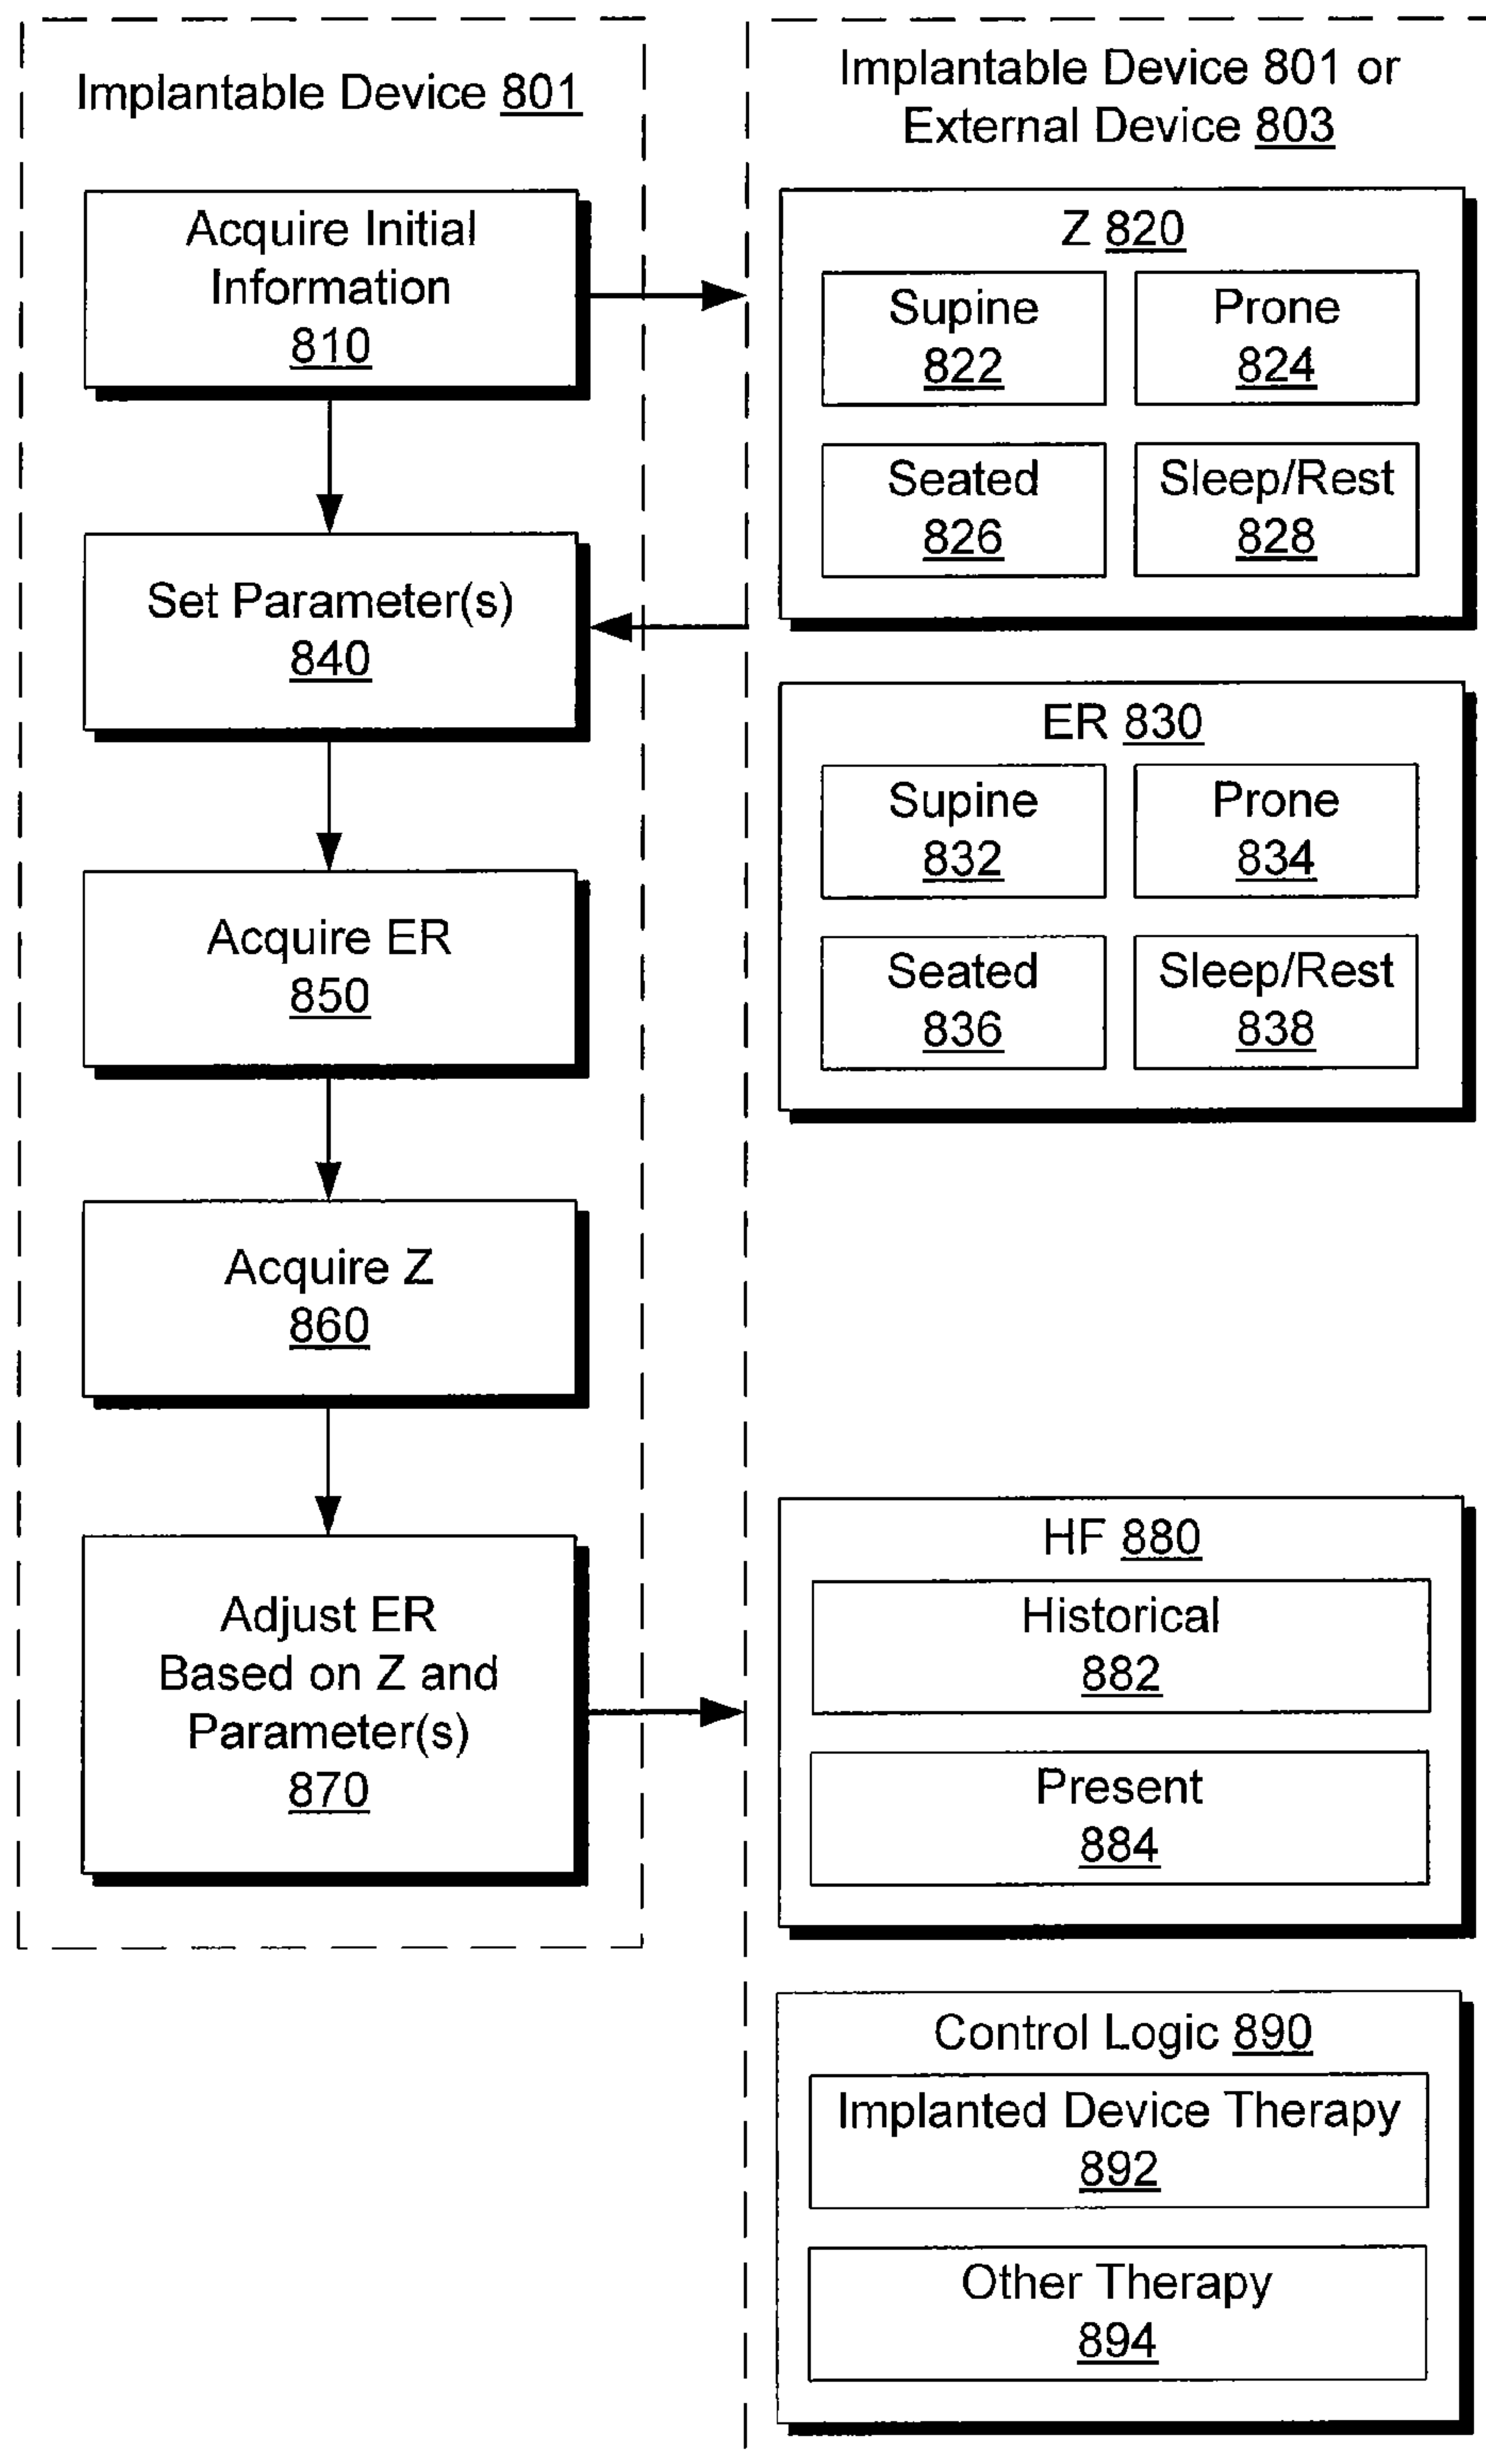 Implantable Device 801
Acquire Initial
Information
810
Set Parameter(s)
840
Acquire ER
850
Acquire Z
860
Adjust ER
Based on Z and
Parameter(s)
870
Implantable Device 801 or
External Device 803
Z 820
Supine
822
Prone
824
Seated
826
Sleep/Rest
828
ER 830
Supine
832
Prone
834
Seated
836
Sleep/Rest
838
HF 880
Historical
882
Present
884
Control Logic 890
Implanted Device Therapy
892
Other Therapy
894